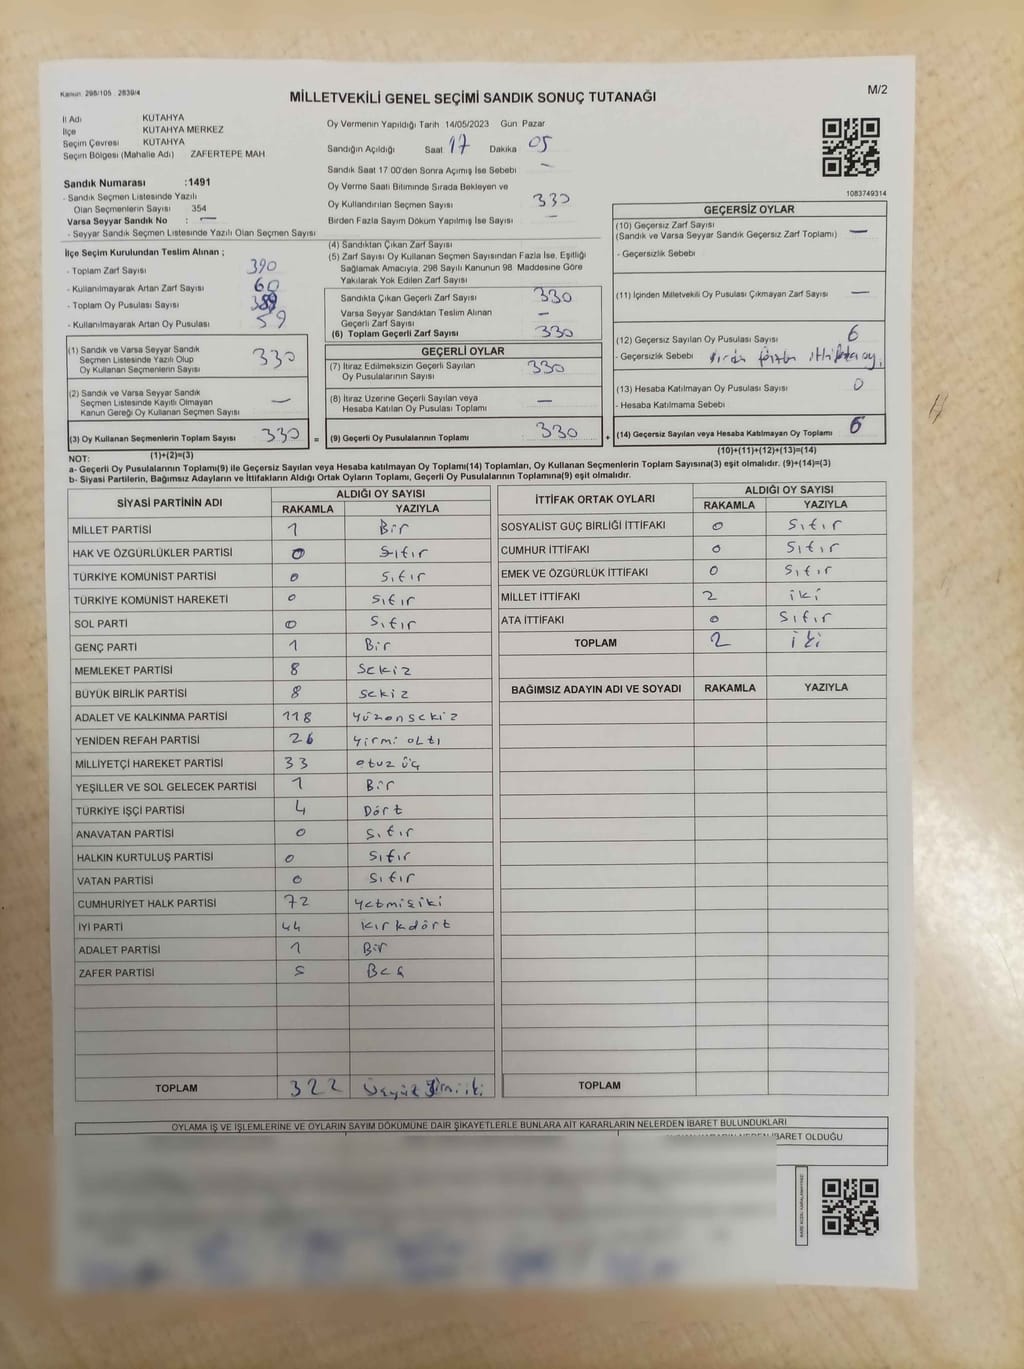 Kanun: 298/105 . 2839/4
M/2
MİLLETVEKİLİ GENEL SEÇİMİ SANDIK SONUÇ TUTANAĞI
İl Adı KUTAHYA
İlçe KUTAHYA MERKEZ
Seçim Çevresi KUTAHYA
Seçim Bölgesi (Mahalle Adı) ZAFERTEPE MAH
Sandık Numarası :1491
- Sandık Seçmen Listesinde Yazılı
Olan Seçmenlerin Sayısı 354
Varsa Seyyar Sandık No : —
- Seyyar Sandık Seçmen Listesinde Yazılı Olan Seçmen Sayısı
Oy Vermenin Yapıldığı Tarih 14/05/2023 Gün Pazar
Sandığın Açıldığı Saat 17 Dakika 05
Sandık Saat 17:00'den Sonra Açımış İse Sebebi —
Oy Verme Saati Bitiminde Sırada Bekleyen ve
Oy Kullandırılan Seçmen Sayısı 330
Birden Fazla Sayım Döküm Yapılmış İse Sayısı —
1083749314
İlçe Seçim Kurulundan Teslim Alınan ;
- Toplam Zarf Sayısı 390
- Kullanılmayarak Artan Zarf Sayısı 60
- Toplam Oy Pusulası Sayısı 389
- Kullanılmayarak Artan Oy Pusulası 59
(4) Sandıktan Çıkan Zarf Sayısı
(5) Zarf Sayısı Oy Kullanan Seçmen Sayısından Fazla İse, Eşitliği
Sağlamak Amacıyla, 298 Sayılı Kanunun 98. Maddesine Göre
Yakılarak Yok Edilen Zarf Sayısı
Sandıkta Çıkan Geçerli Zarf Sayısı 330
Varsa Seyyar Sandıktan Teslim Alınan
Geçerli Zarf Sayısı —
(6) Toplam Geçerli Zarf Sayısı 330
GEÇERSİZ OYLAR
(10) Geçersiz Zarf Sayısı
(Sandık ve Varsa Seyyar Sandık Geçersiz Zarf Toplamı) —
- Geçersizlik Sebebi
(11) İçinden Milletvekili Oy Pusulası Çıkmayan Zarf Sayısı —
(12) Geçersiz Sayılan Oy Pusulası Sayısı 6
- Geçersizlik Sebebi
(13) Hesaba Katılmayan Oy Pusulası Sayısı 0
- Hesaba Katılmama Sebebi
(14) Geçersiz Sayılan veya Hesaba Katılmayan Oy Toplamı 6
(10)+(11)+(12)+(13)=(14)
(1) Sandık ve Varsa Seyyar Sandık
Seçmen Listesinde Yazılı Olup
Oy Kullanan Seçmenlerin Sayısı 330
(2) Sandık ve Varsa Seyyar Sandık
Seçmen Listesinde Kayıtlı Olmayan
Kanun Gereği Oy Kullanan Seçmen Sayısı —
(3) Oy Kullanan Seçmenlerin Toplam Sayısı 330 =
(1)+(2)=(3)
GEÇERLİ OYLAR
(7) İtiraz Edilmeksizin Geçerli Sayılan
Oy Pusulalarının Sayısı 330
(8) İtiraz Üzerine Geçerli Sayılan veya
Hesaba Katılan Oy Pusulası Toplamı —
(9) Geçerli Oy Pusulalarının Toplamı 330 +
NOT:
a- Geçerli Oy Pusulalarının Toplamı(9) ile Geçersiz Sayılan veya Hesaba katılmayan Oy Toplamı(14) Toplamları, Oy Kullanan Seçmenlerin Toplam Sayısına(3) eşit olmalıdır. (9)+(14)=(3)
b- Siyasi Partilerin, Bağımsız Adayların ve İttifakların Aldığı Ortak Oyların Toplamı, Geçerli Oy Pusulalarının Toplamına(9) eşit olmalıdır.
SİYASİ PARTİNİN ADI ALDIĞI OY SAYISI
RAKAMLA YAZIYLA
MİLLET PARTİSİ 1 Bir
HAK VE ÖZGÜRLÜKLER PARTİSİ 0 Sıfır
TÜRKİYE KOMÜNİST PARTİSİ 0 Sıfır
TÜRKİYE KOMÜNİST HAREKETİ 0 Sıfır
SOL PARTİ 0 Sıfır
GENÇ PARTİ 1 Bir
MEMLEKET PARTİSİ 8 Sekiz
BÜYÜK BİRLİK PARTİSİ 8 Sekiz
ADALET VE KALKINMA PARTİSİ 118 Yüzonsekiz
YENİDEN REFAH PARTİSİ 26 Yirmi altı
MİLLİYETÇİ HAREKET PARTİSİ 33 otuz üç
YEŞİLLER VE SOL GELECEK PARTİSİ 1 Bir
TÜRKİYE İŞÇİ PARTİSİ 4 Dört
ANAVATAN PARTİSİ 0 Sıfır
HALKIN KURTULUŞ PARTİSİ 0 Sıfır
VATAN PARTİSİ 0 Sıfır
CUMHURİYET HALK PARTİSİ 72 Yetmişiki
İYİ PARTİ 44 Kırkdört
ADALET PARTİSİ 1 Bir
ZAFER PARTİSİ 5 Beş
TOPLAM 322
İTTİFAK ORTAK OYLARI ALDIĞI OY SAYISI
RAKAMLA YAZIYLA
SOSYALİST GÜÇ BİRLİĞİ İTTİFAKI 0 Sıfır
CUMHUR İTTİFAKI 0 Sıfır
EMEK VE ÖZGÜRLÜK İTTİFAKI 0 Sıfır
MİLLET İTTİFAKI 2 iki
ATA İTTİFAKI 0 Sıfır
TOPLAM 2 iki
BAĞIMSIZ ADAYIN ADI VE SOYADI RAKAMLA YAZIYLA
TOPLAM
OYLAMA İŞ VE İŞLEMLERİNE VE OYLARIN SAYIM DÖKÜMÜNE DAİR ŞİKAYETLERLE BUNLARA AİT KARARLARIN NELERDEN İBARET BULUNDUKLARI
İBARET OLDUĞU